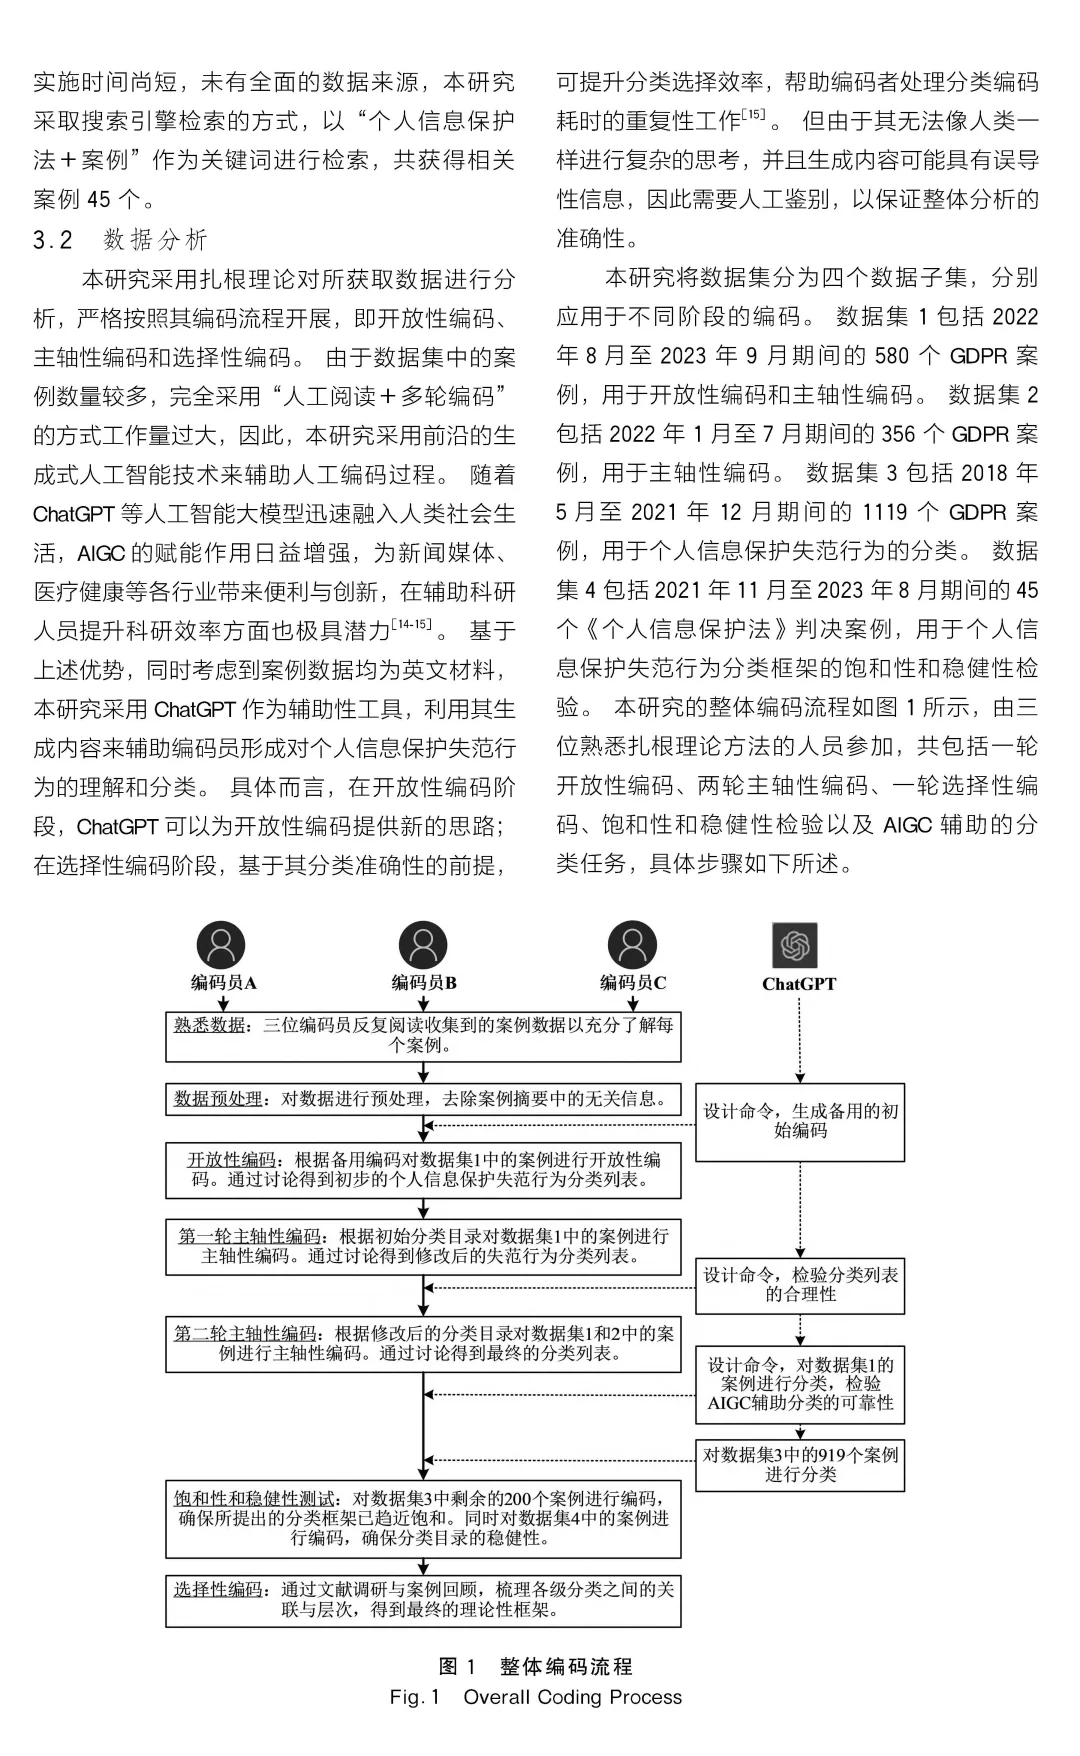 实施时间尚短，未有全面的数据来源，本研究
采取搜索引擎检索的方式，以“个人信息保护
法＋案例”作为关键词进行检索，共获得相关
案例 45 个。
3.2 数据分析
本研究采用扎根理论对所获取数据进行分
析，严格按照其编码流程开展，即开放性编码、
主轴性编码和选择性编码。 由于数据集中的案
例数量较多，完全采用“人工阅读＋多轮编码”
的方式工作量过大，因此，本研究采用前沿的生
成式人工智能技术来辅助人工编码过程。 随着
ChatGPT 等人工智能大模型迅速融入人类社会生
活，AIGC 的赋能作用日益增强，为新闻媒体、
医疗健康等各行业带来便利与创新，在辅助科研
人员提升科研效率方面也极具潜力[14-15]。 基于
上述优势，同时考虑到案例数据均为英文材料，
本研究采用 ChatGPT 作为辅助性工具，利用其生
成内容来辅助编码员形成对个人信息保护失范行
为的理解和分类。 具体而言，在开放性编码阶
段，ChatGPT 可以为开放性编码提供新的思路；
在选择性编码阶段，基于其分类准确性的前提，
可提升分类选择效率，帮助编码者处理分类编码
耗时的重复性工作[15]。 但由于其无法像人类一
样进行复杂的思考，并且生成内容可能具有误导
性信息，因此需要人工鉴别，以保证整体分析的
准确性。
本研究将数据集分为四个数据子集，分别
应用于不同阶段的编码。 数据集 1 包括 2022
年 8 月至 2023 年 9 月期间的 580 个 GDPR 案
例，用于开放性编码和主轴性编码。 数据集 2
包括 2022 年 1 月至 7 月期间的 356 个 GDPR 案
例，用于主轴性编码。 数据集 3 包括 2018 年
5 月至 2021 年 12 月期间的 1119 个 GDPR 案
例，用于个人信息保护失范行为的分类。 数据
集 4 包括 2021 年 11 月至 2023 年 8 月期间的 45
个《个人信息保护法》判决案例，用于个人信
息保护失范行为分类框架的饱和性和稳健性检
验。 本研究的整体编码流程如图 1 所示，由三
位熟悉扎根理论方法的人员参加，共包括一轮
开放性编码、两轮主轴性编码、一轮选择性编
码、饱和性和稳健性检验以及 AIGC 辅助的分
类任务，具体步骤如下所述。
编码员A
编码员B
编码员C
ChatGPT
熟悉数据：三位编码员反复阅读收集到的案例数据以充分了解每
个案例。
数据预处理：对数据进行预处理，去除案例摘要中的无关信息。
设计命令，生成备用的初
始编码
开放性编码：根据备用编码对数据集1中的案例进行开放性编
码。通过讨论得到初步的个人信息保护失范行为分类列表。
第一轮主轴性编码：根据初始分类目录对数据集1中的案例进行
主轴性编码。通过讨论得到修改后的失范行为分类列表。
设计命令，检验分类列表
的合理性
第二轮主轴性编码：根据修改后的分类目录对数据集1和2中的案
例进行主轴性编码。通过讨论得到最终的分类列表。
设计命令，对数据集1的
案例进行分类，检验
AIGC辅助分类的可靠性
对数据集3中的919个案例
进行分类
饱和性和稳健性测试：对数据集3中剩余的200个案例进行编码，
确保所提出的分类框架已趋近饱和。同时对数据集4中的案例进
行编码，确保分类目录的稳健性。
选择性编码：通过文献调研与案例回顾，梳理各级分类之间的关
联与层次，得到最终的理论性框架。
图 1 整体编码流程
Fig.1 Overall Coding Process